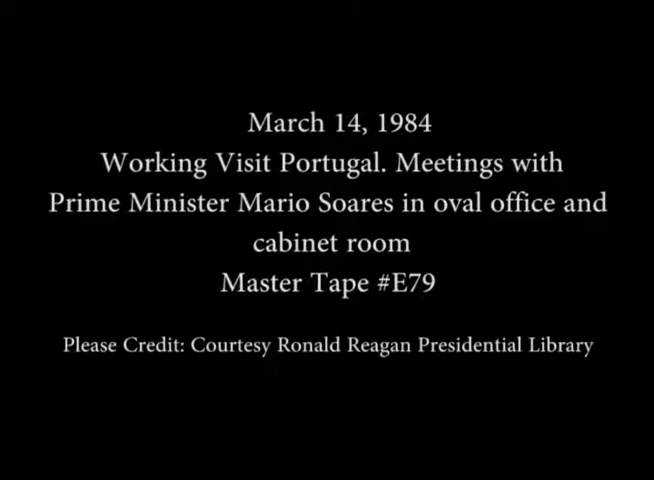 March 14, 1984
Working Visit Portugal. Meetings with
Prime Minister Mario Soares in oval office and
cabinet room
Master Tape #E79
Please Credit: Courtesy Ronald Reagan Presidential Library